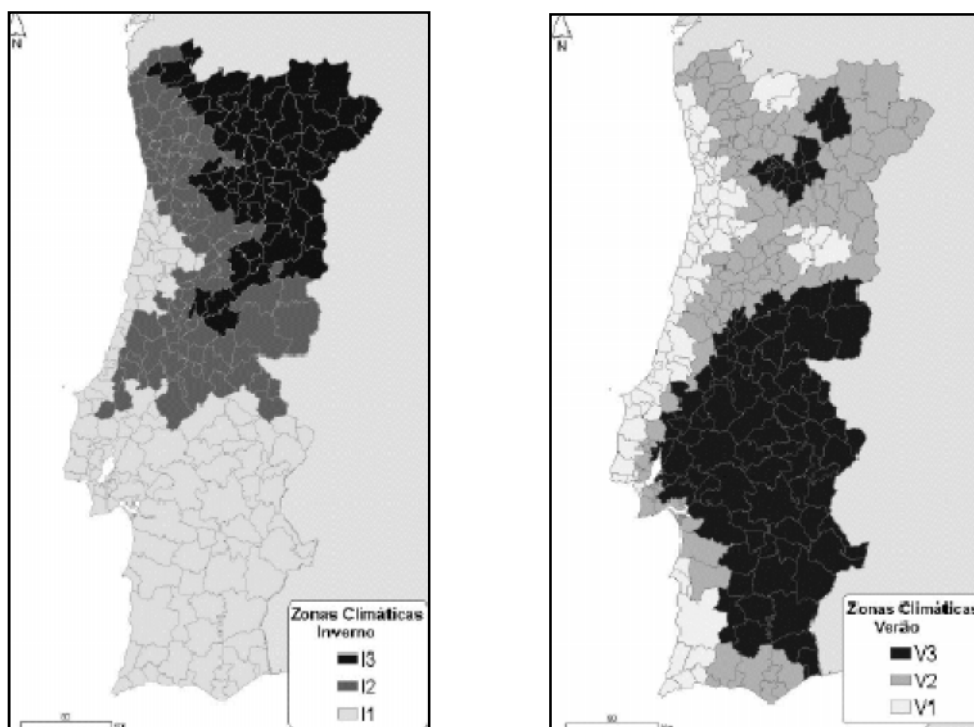 N
Zonas Climáticas
Inverno
I3
I2
I1
N
Zonas Climáticas
Verão
V3
V2
V1